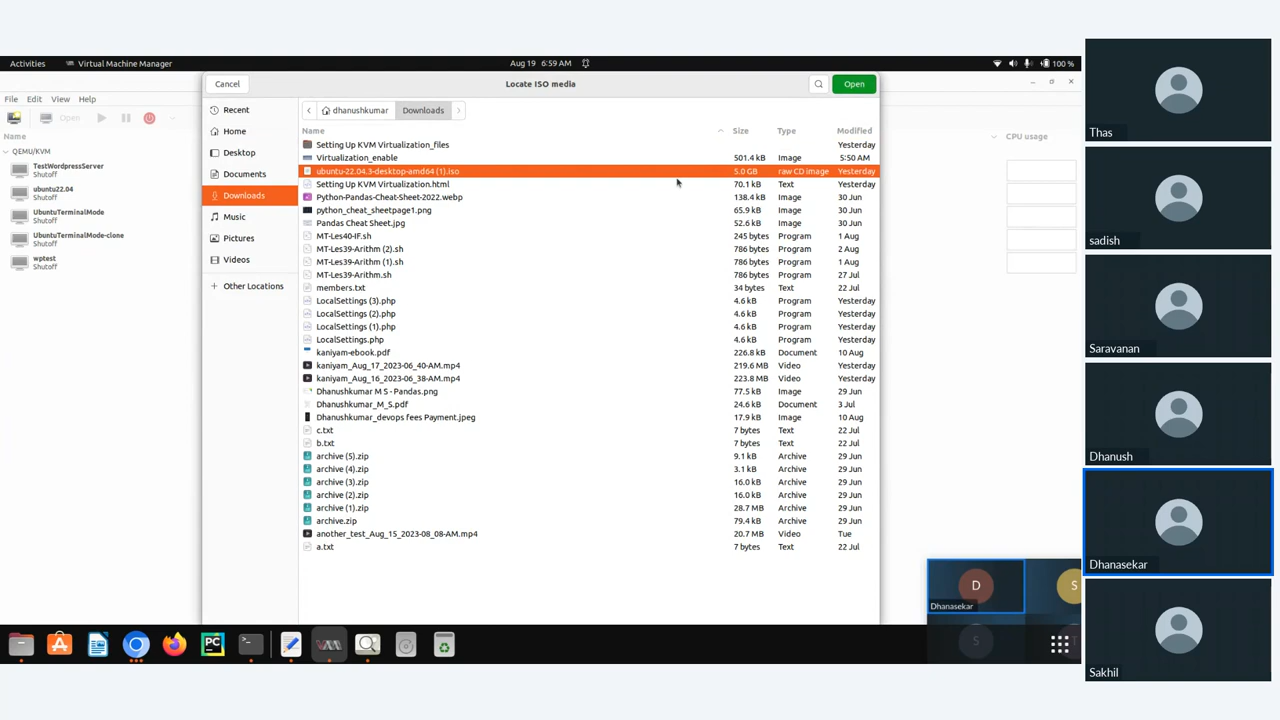 Activities Virtual Machine Manager Aug 19 6:59 AM 100 %
Cancel Locate ISO media Open
File Edit View Help
Open
Name
CPU usage
QEMU/KVM
TestWordpressServer
Shutoff
ubuntu22.04
Shutoff
UbuntuTerminalMode
Shutoff
UbuntuTerminalMode-clone
Shutoff
wptest
Shutoff
Recent
Home
Desktop
Documents
Downloads
Music
Pictures
Videos
Other Locations
dhanushkumar Downloads
Name Size Type Modified
Setting Up KVM Virtualization_files Yesterday
Virtualization_enable 501.4 kB Image 5:50 AM
ubuntu-22.04.3-desktop-amd64 (1).iso 5.0 GB raw CD image Yesterday
Setting Up KVM Virtualization.html 70.1 kB Text Yesterday
Python-Pandas-Cheat-Sheet-2022.webp 138.4 kB Image 30 Jun
python_cheat_sheetpage1.png 65.9 kB Image 30 Jun
Pandas Cheat Sheet.jpg 52.6 kB Image 30 Jun
MT-Les40-IF.sh 245 bytes Program 1 Aug
MT-Les39-Arithm (2).sh 786 bytes Program 2 Aug
MT-Les39-Arithm (1).sh 786 bytes Program 1 Aug
MT-Les39-Arithm.sh 786 bytes Program 27 Jul
members.txt 34 bytes Text 22 Jul
LocalSettings (3).php 4.6 kB Program Yesterday
LocalSettings (2).php 4.6 kB Program Yesterday
LocalSettings (1).php 4.6 kB Program Yesterday
LocalSettings.php 4.6 kB Program Yesterday
kaniyam-ebook.pdf 226.8 kB Document 10 Aug
kaniyam_Aug_17_2023-06_40-AM.mp4 219.6 MB Video Yesterday
kaniyam_Aug_16_2023-06_38-AM.mp4 223.8 MB Video Yesterday
Dhanushkumar M S - Pandas.png 77.5 kB Image 29 Jun
Dhanushkumar_M_S.pdf 24.6 kB Document 3 Jul
Dhanushkumar_devops fees Payment.jpeg 17.9 kB Image 10 Aug
c.txt 7 bytes Text 22 Jul
b.txt 7 bytes Text 22 Jul
archive (5).zip 9.1 kB Archive 29 Jun
archive (4).zip 3.1 kB Archive 29 Jun
archive (3).zip 16.0 kB Archive 29 Jun
archive (2).zip 16.0 kB Archive 29 Jun
archive (1).zip 28.7 MB Archive 29 Jun
archive.zip 79.4 kB Archive 29 Jun
another_test_Aug_15_2023-08_08-AM.mp4 20.7 MB Video Tue
a.txt 7 bytes Text 22 Jul
D S
Dhanasekar
S
PC
Thas
sadish
Saravanan
Dhanush
Dhanasekar
Sakhil